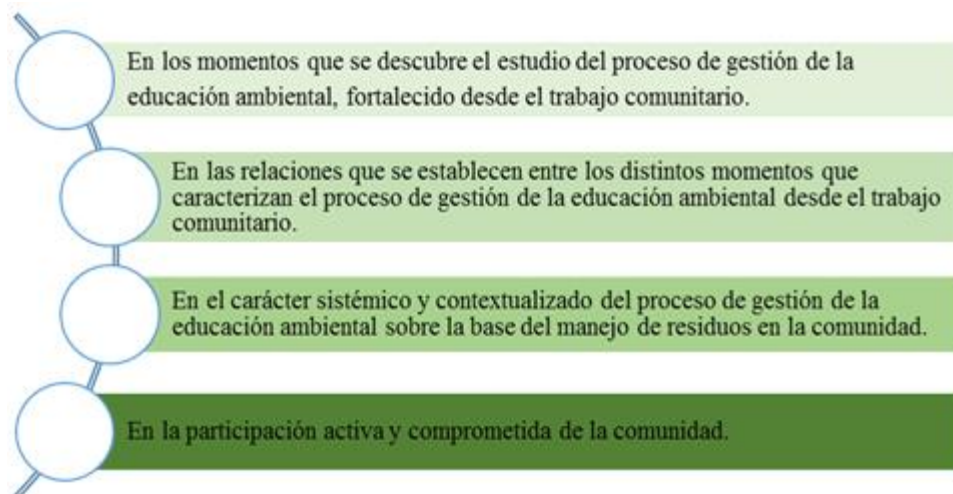 En los momentos que se descubre el estudio del proceso de gestión de la
educación ambiental, fortalecido desde el trabajo comunitario.
En las relaciones que se establecen entre los distintos momentos que
caracterizan el proceso de gestión de la educación ambiental desde el trabajo
comunitario.
En el carácter sistémico y contextualizado del proceso de gestión de la
educación ambiental sobre la base del manejo de residuos en la comunidad.
En la participación activa y comprometida de la comunidad.